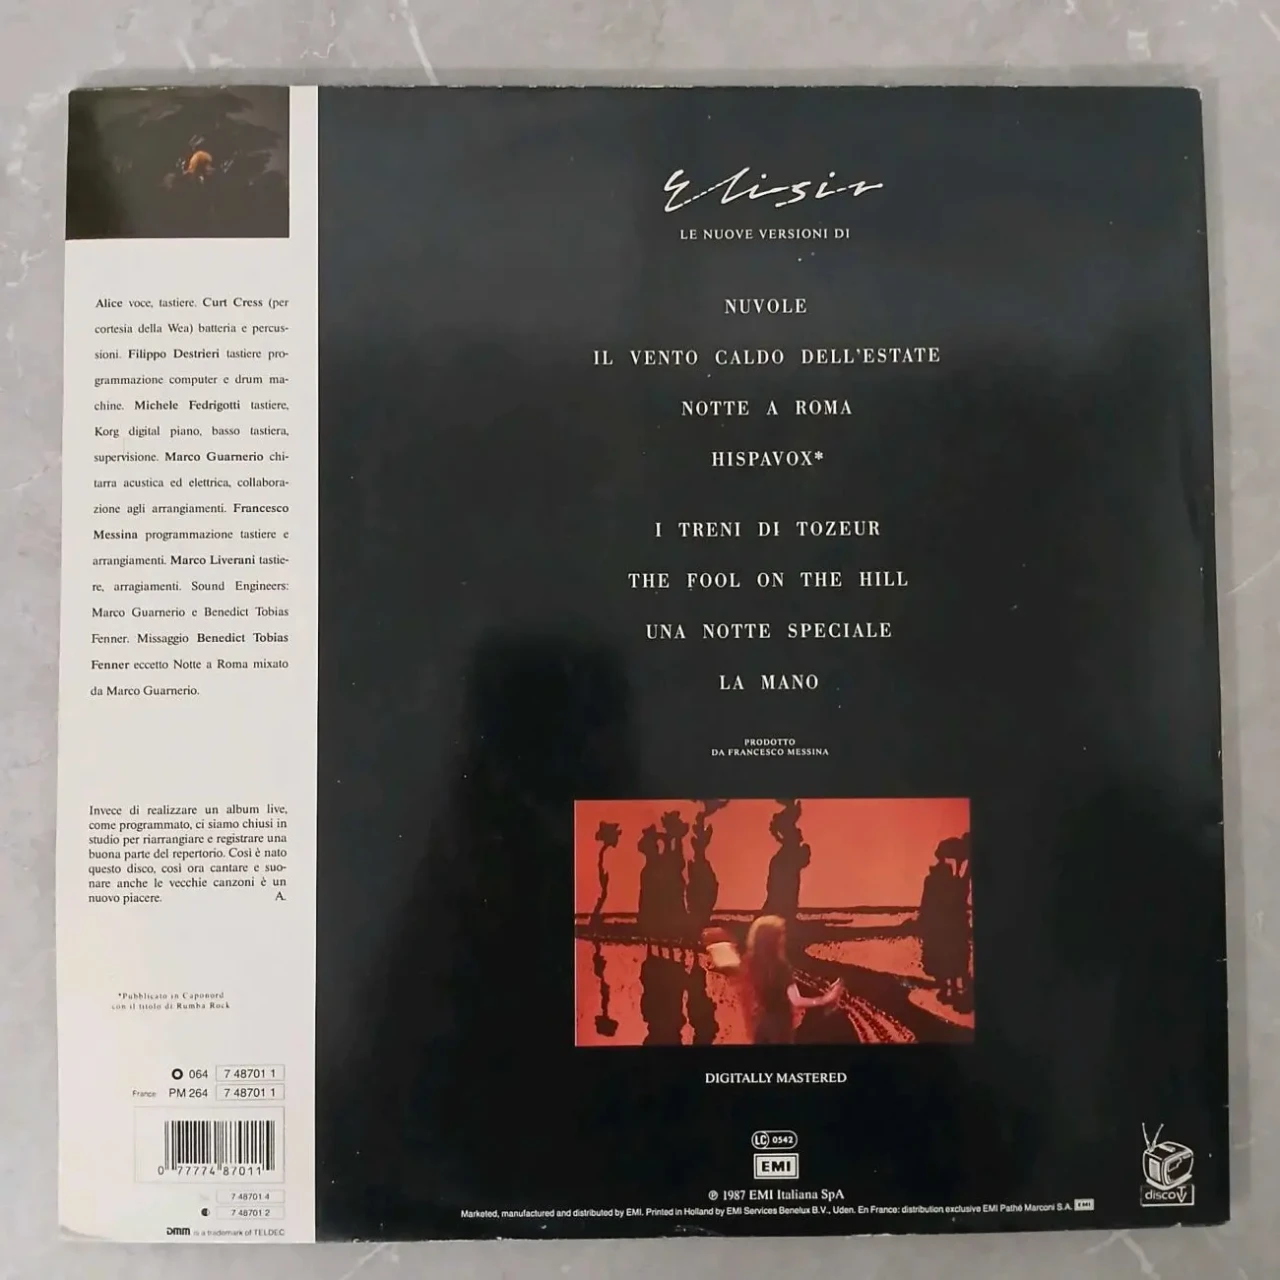 Alice voce, tastiere. Curt Cress (per
cortesia della Wea) batteria e percus-
sioni. Filippo Destrieri tastiere pro-
grammazione computer e drum ma-
chine. Michele Fedrigotti tastiere,
Korg digital piano, basso tastiera,
supervisione. Marco Guarnerio chi-
tarra acustica ed elettrica, collabora-
zione agli arrangiamenti. Francesco
Messina programmazione tastiere e
arrangiamenti. Marco Liverani tastie-
re, arragiamenti. Sound Engineers:
Marco Guarnerio e Benedict Tobias
Fenner. Missaggio Benedict Tobias
Fenner eccetto Notte a Roma mixato
da Marco Guarnerio.
Invece di realizzare un album live,
come programmato, ci siamo chiusi in
studio per riarrangiare e registrare una
buona parte del repertorio. Così è nato
questo disco, così ora cantare e suo-
nare anche le vecchie canzoni è un
nuovo piacere. A.
*Pubblicato in Caponord
con il titolo di Rumba Rock
064 7 48701 1
France PM 264 7 48701 1
0 77774 87011
7 48701 4
7 48701 2
DMM is a trademark of TELDEC
Elisir
LE NUOVE VERSIONI DI
NUVOLE
IL VENTO CALDO DELL'ESTATE
NOTTE A ROMA
HISPAVOX*
I TRENI DI TOZEUR
THE FOOL ON THE HILL
UNA NOTTE SPECIALE
LA MANO
PRODOTTO
DA FRANCESCO MESSINA
DIGITALLY MASTERED
LC 0542
EMI
℗ 1987 EMI Italiana SpA
Marketed, manufactured and distributed by EMI. Printed in Holland by EMI Services Benelux B.V., Uden. En France: distribution exclusive EMI Pathé Marconi S.A. EMI
discoTV